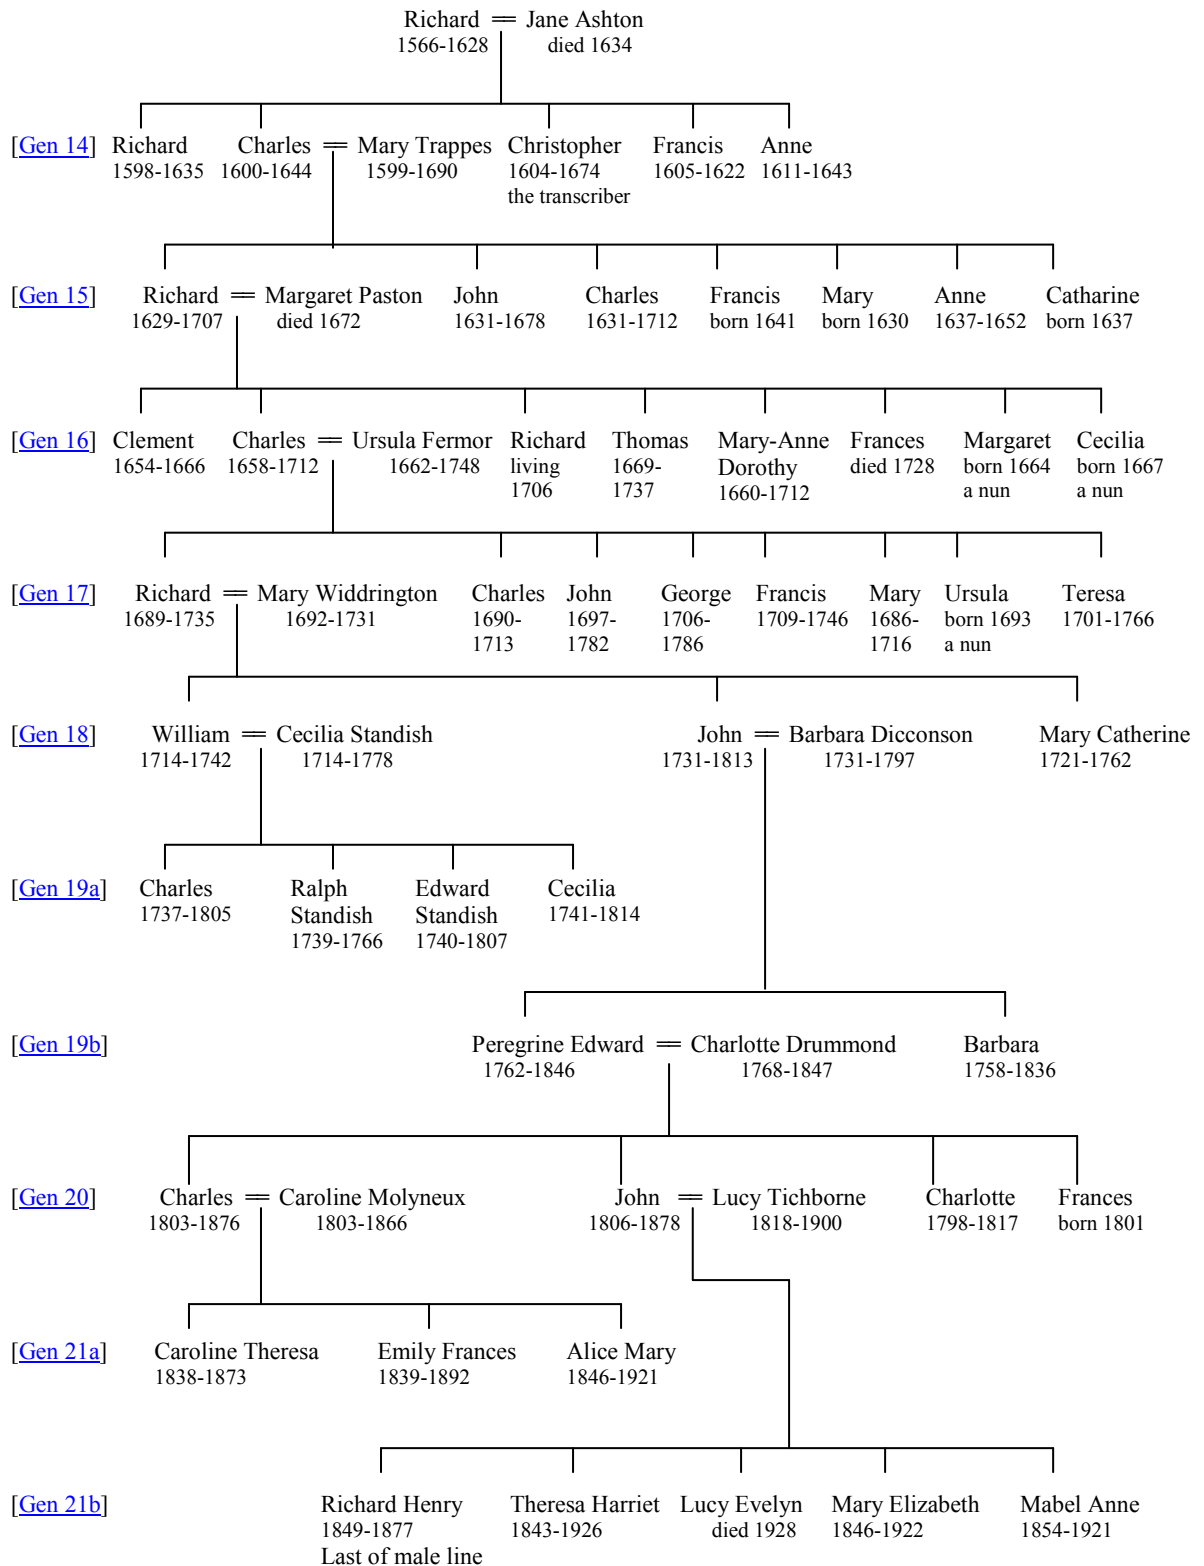 Richard == Jane Ashton
1566-1628 died 1634
[Gen 14] Richard Charles == Mary Trappes Christopher Francis Anne
1598-1635 1600-1644 1599-1690 1604-1674 1605-1622 1611-1643
the transcriber
[Gen 15] Richard == Margaret Paston John Charles Francis Mary Anne Catharine
1629-1707 died 1672 1631-1678 1631-1712 born 1641 born 1630 1637-1652 born 1637
[Gen 16] Clement Charles == Ursula Fermor Richard Thomas Mary-Anne Frances Margaret Cecilia
1654-1666 1658-1712 1662-1748 living 1669- Dorothy died 1728 born 1664 born 1667
1706 1737 1660-1712 a nun a nun
[Gen 17] Richard == Mary Widdrington Charles John George Francis Mary Ursula Teresa
1689-1735 1692-1731 1690- 1697- 1706- 1709-1746 1686- born 1693 1701-1766
1713 1782 1786 1716 a nun
[Gen 18] William == Cecilia Standish John == Barbara Dicconson Mary Catherine
1714-1742 1714-1778 1731-1813 1731-1797 1721-1762
[Gen 19a] Charles Ralph Edward Cecilia
1737-1805 Standish Standish 1741-1814
1739-1766 1740-1807
[Gen 19b] Peregrine Edward == Charlotte Drummond Barbara
1762-1846 1768-1847 1758-1836
[Gen 20] Charles == Caroline Molyneux John == Lucy Tichborne Charlotte Frances
1803-1876 1803-1866 1806-1878 1818-1900 1798-1817 born 1801
[Gen 21a] Caroline Theresa Emily Frances Alice Mary
1838-1873 1839-1892 1846-1921
[Gen 21b] Richard Henry Theresa Harriet Lucy Evelyn Mary Elizabeth Mabel Anne
1849-1877 1843-1926 died 1928 1846-1922 1854-1921
Last of male line